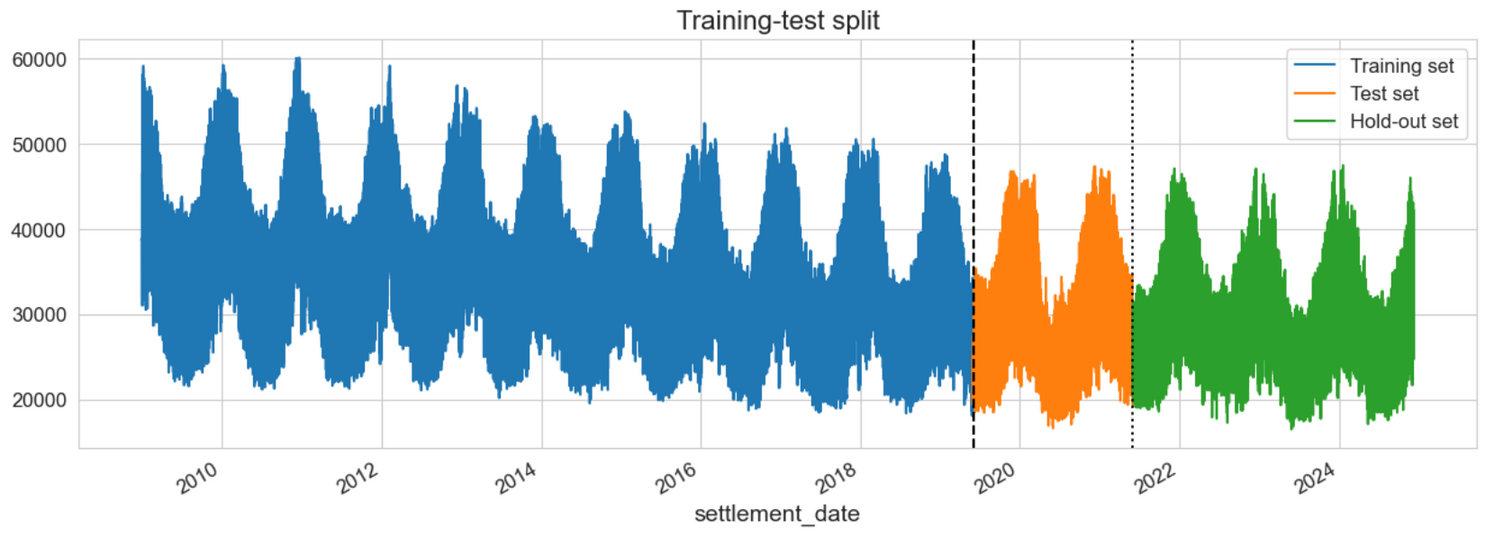 Training-test split
60000
50000
40000
30000
20000
Training set
Test set
Hold-out set
2010
2012
2014
2016
2018
2020
2022
2024
settlement_date